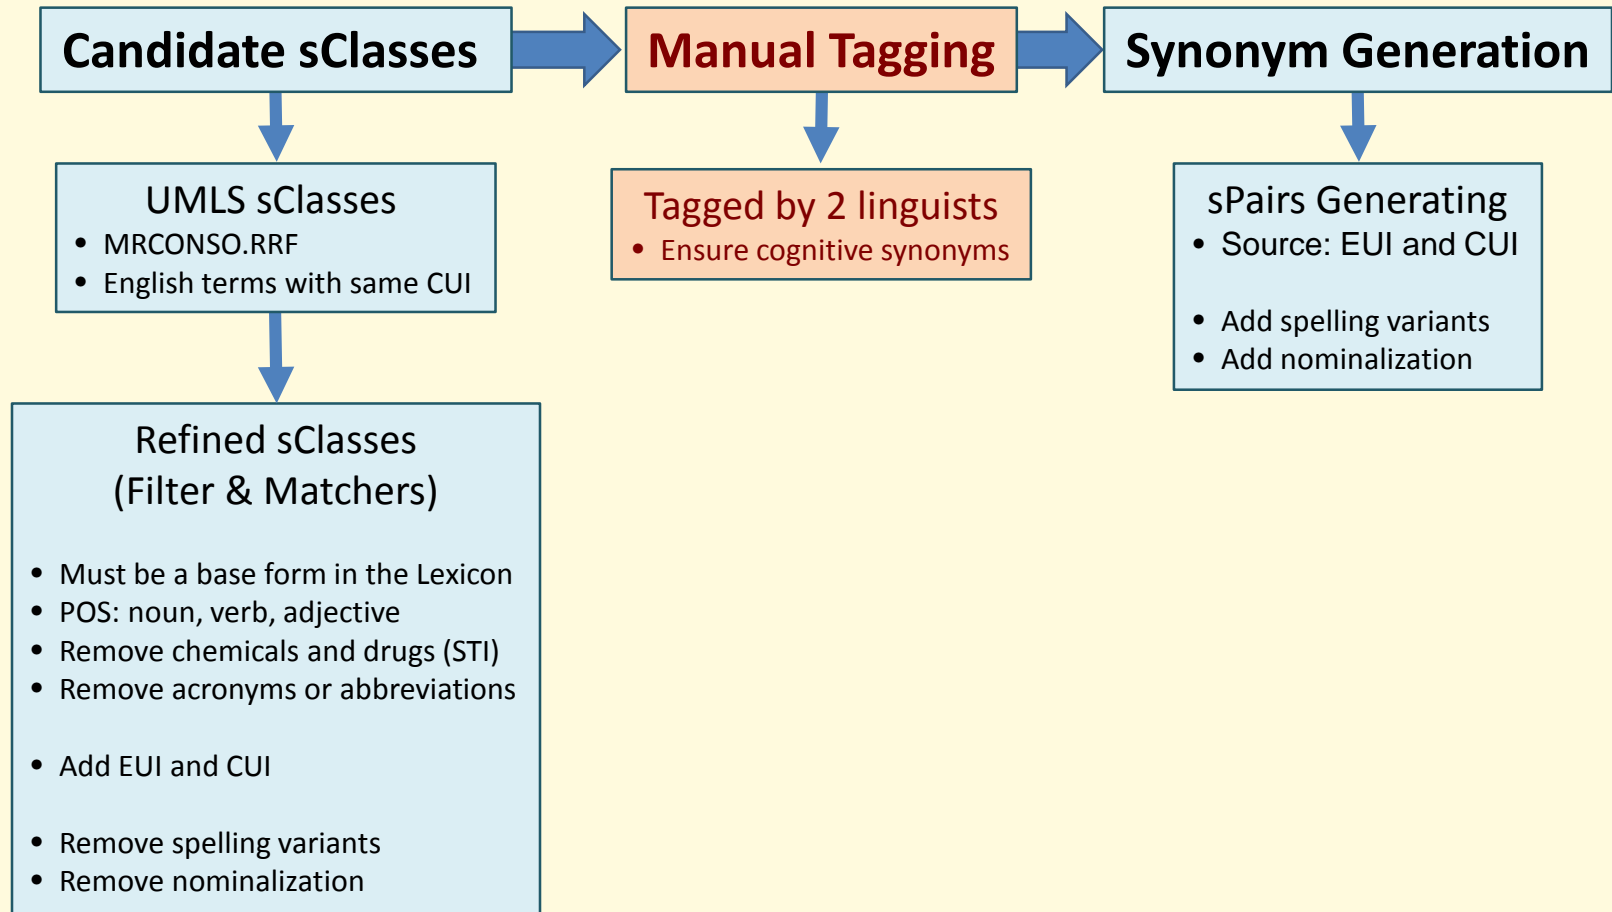 Candidate sClasses
Manual Tagging
Synonym Generation
UMLS sClasses
• MRCONSO.RRF
• English terms with same CUI
Tagged by 2 linguists
• Ensure cognitive synonyms
sPairs Generating
• Source: EUI and CUI
• Add spelling variants
• Add nominalization
Refined sClasses
(Filter & Matchers)
• Must be a base form in the Lexicon
• POS: noun, verb, adjective
• Remove chemicals and drugs (STI)
• Remove acronyms or abbreviations
• Add EUI and CUI
• Remove spelling variants
• Remove nominalization